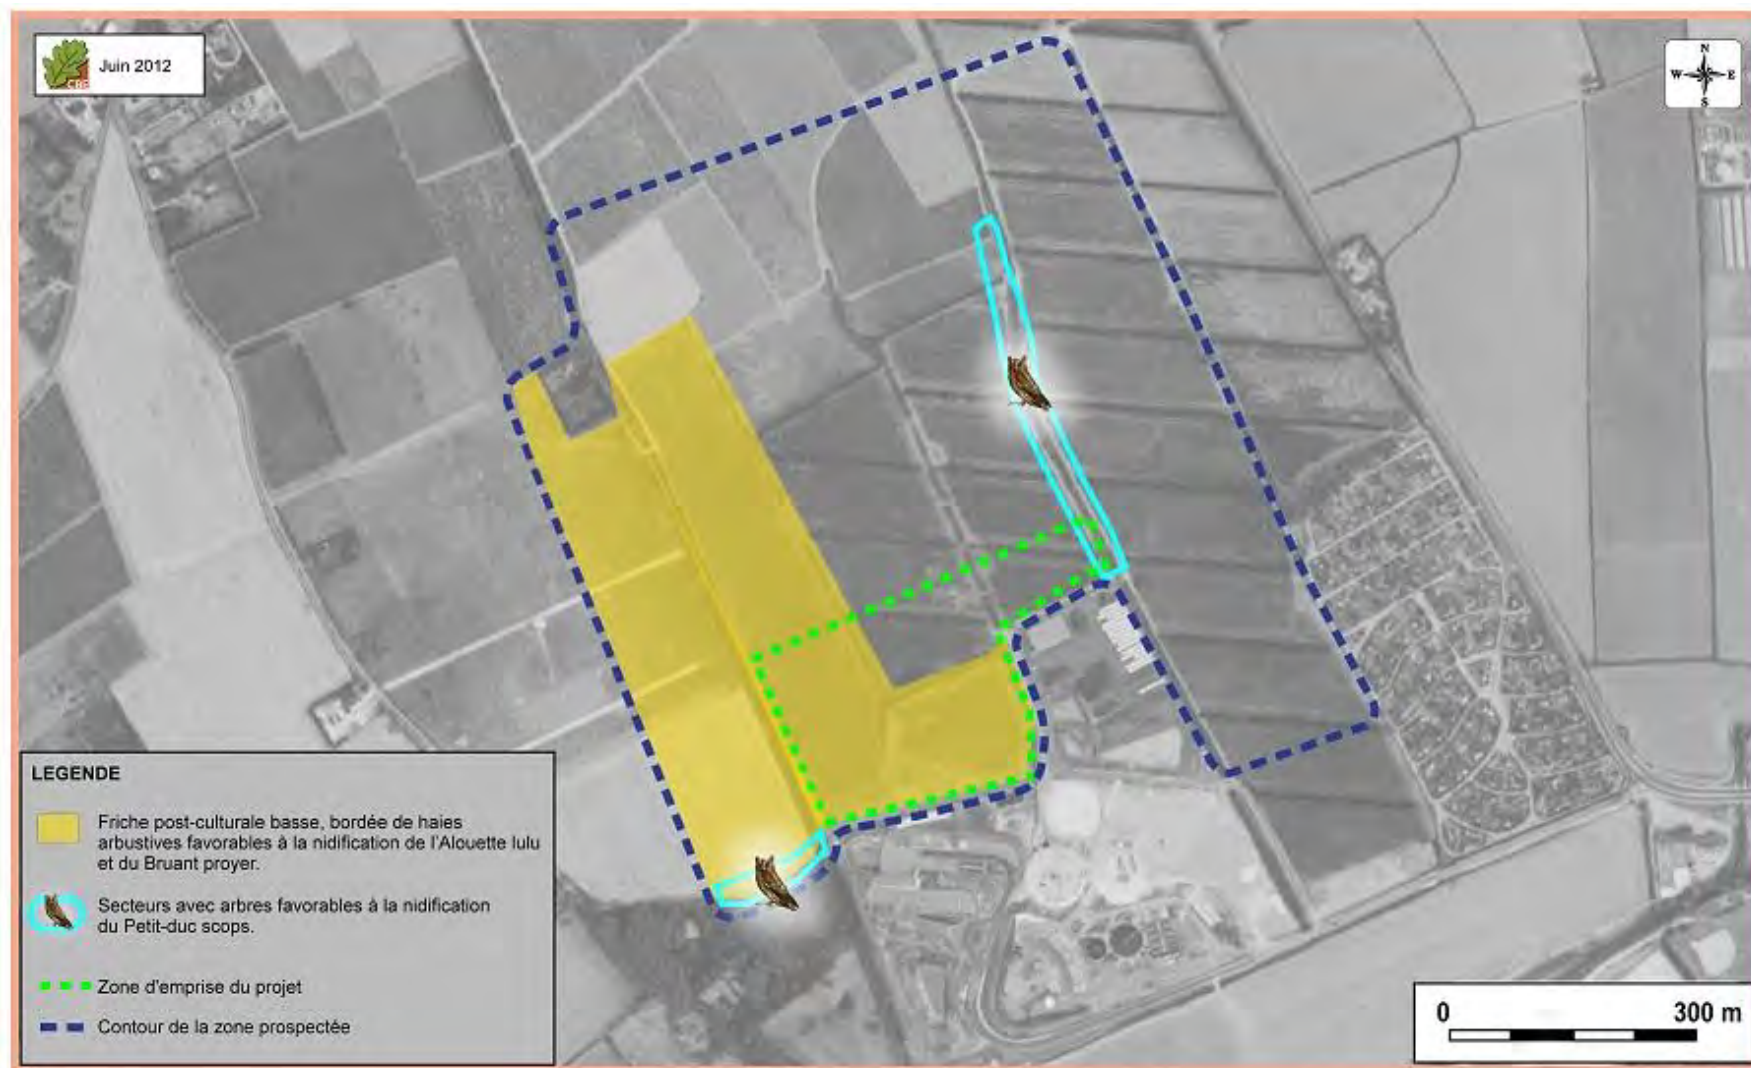 CBE
Juin 2012
N
W E
S
LEGENDE
Friche post-culturale basse, bordée de haies
arbustives favorables à la nidification de l'Alouette lulu
et du Bruant proyer.
Secteurs avec arbres favorables à la nidification
du Petit-duc scops.
Zone d'emprise du projet
Contour de la zone prospectée
0 300 m